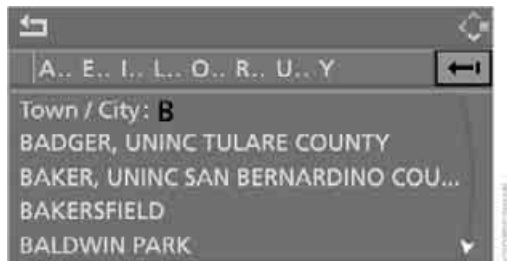 A.. E.. I.. L.. O.. R.. U.. Y
Town / City: B
BADGER, UNINC TULARE COUNTY
BAKER, UNINC SAN BERNARDINO COU...
BAKERSFIELD
BALDWIN PARK